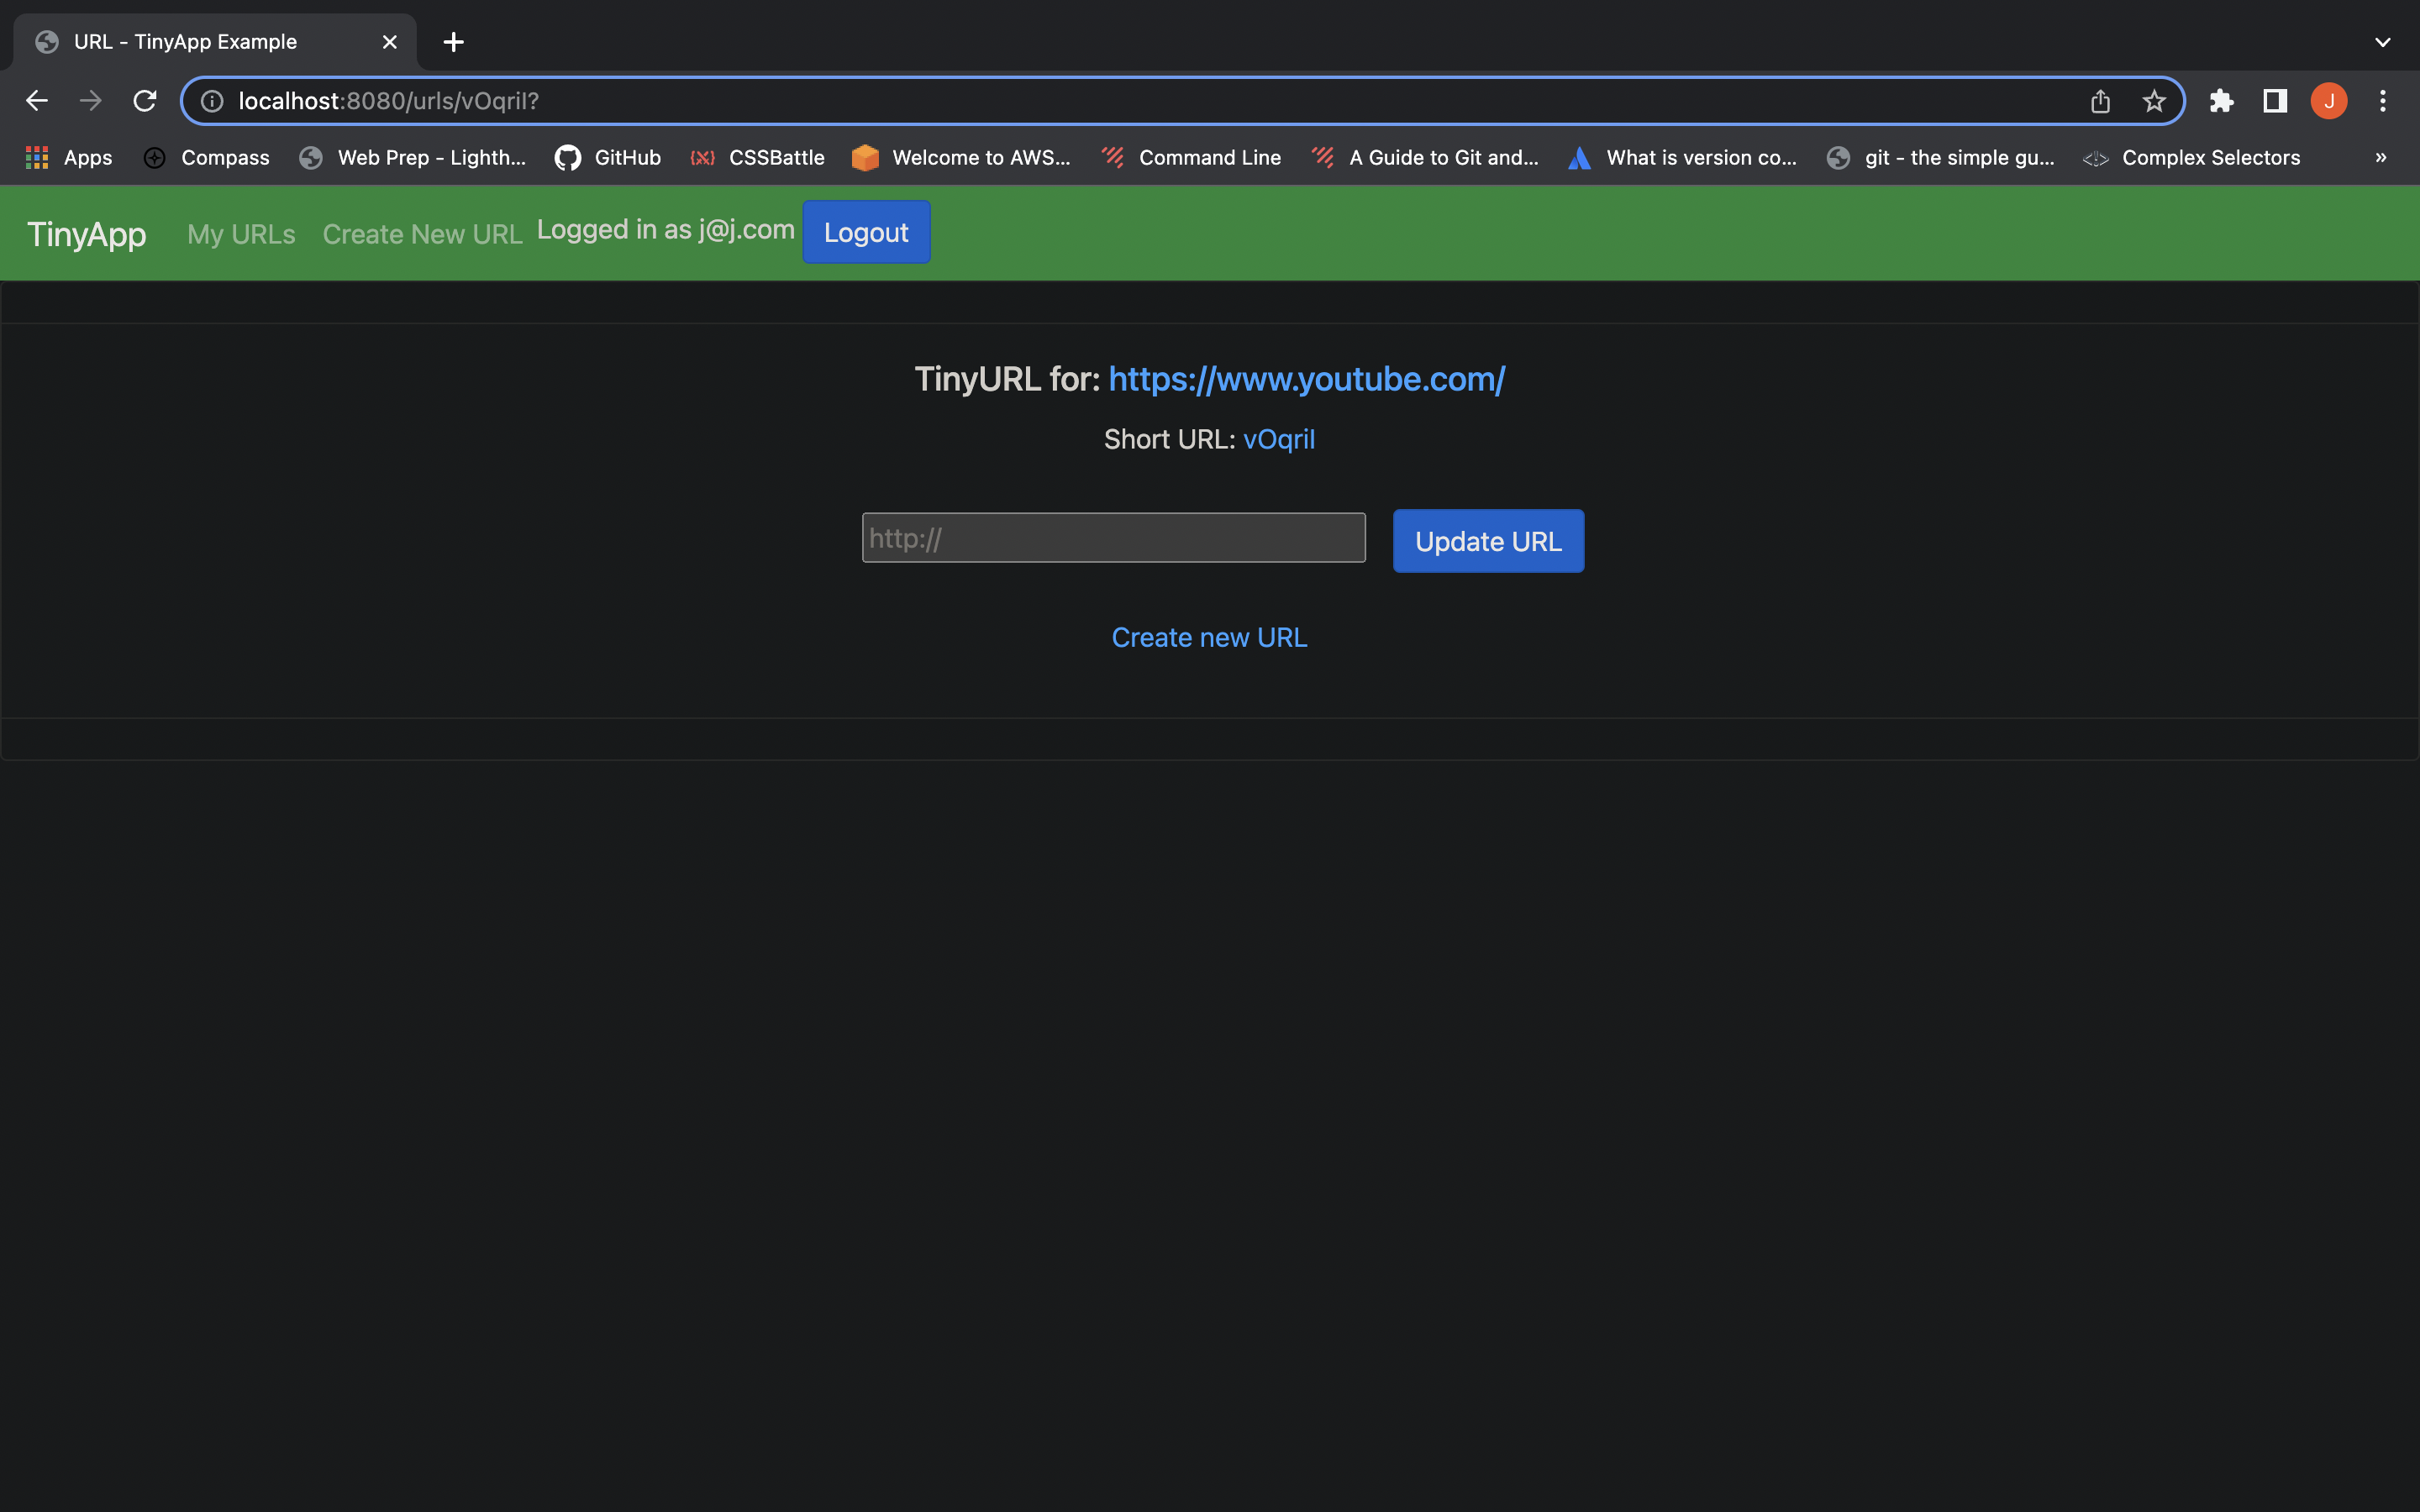 URL - TinyApp Example
localhost:8080/urls/vOqril?
Apps Compass Web Prep - Lighth... GitHub CSSBattle Welcome to AWS... Command Line A Guide to Git and... What is version co... git - the simple gu... Complex Selectors »
J
TinyApp My URLs Create New URL Logged in as j@j.com Logout
TinyURL for: https://www.youtube.com/
Short URL: vOqril
http:// Update URL
Create new URL